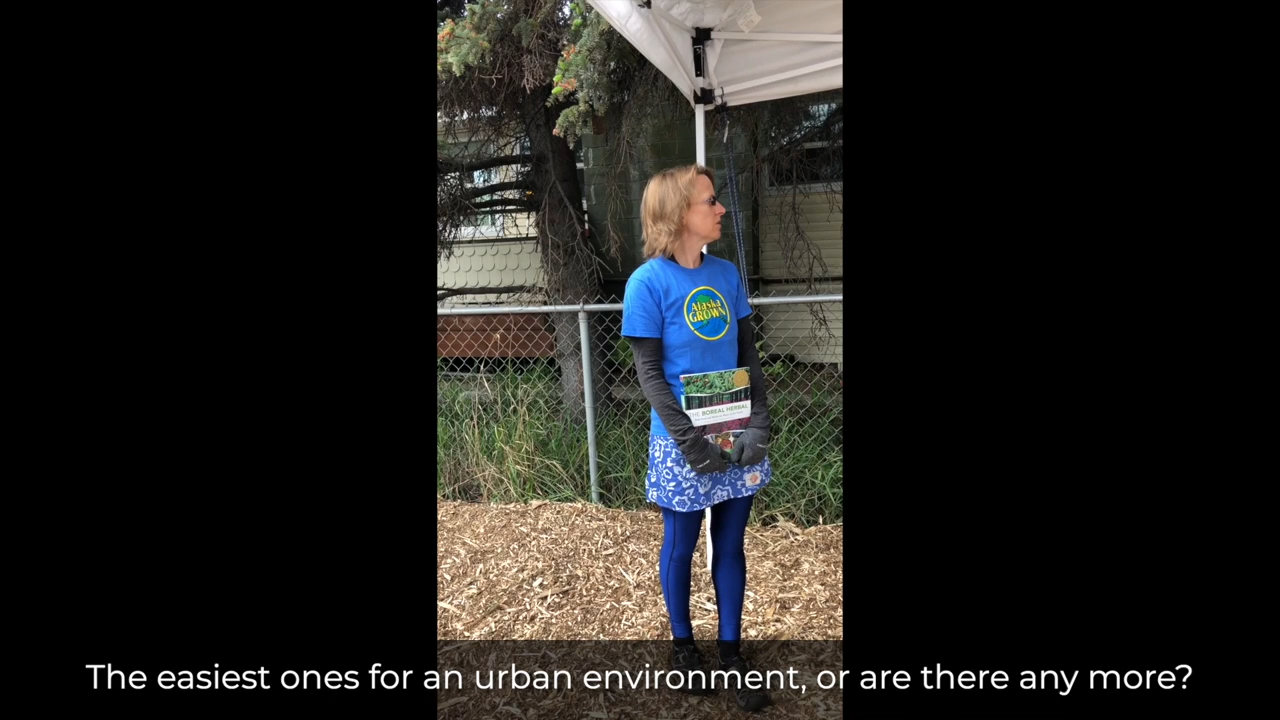 Alaska
GROWN
THE BOREAL HERBAL
The easiest ones for an urban environment, or are there any more?